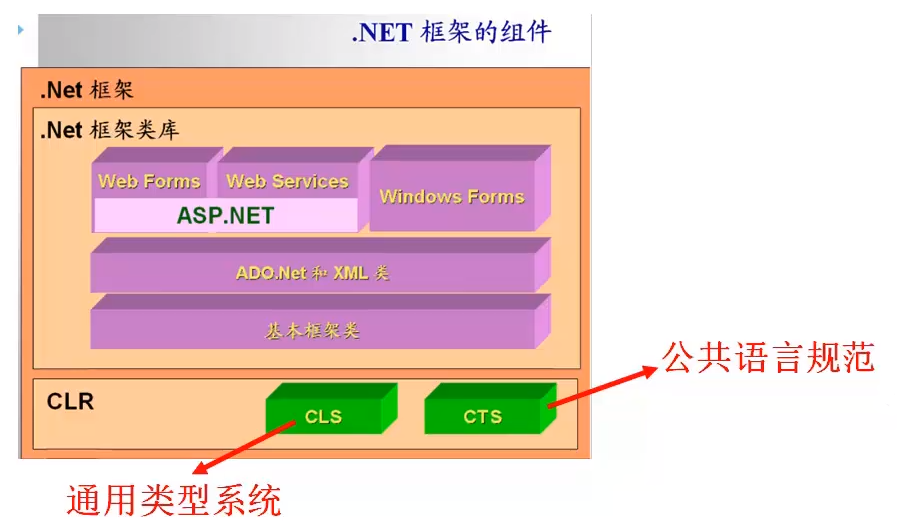 .NET 框架的组件
.Net 框架
.Net 框架类库
Web Forms
Web Services
Windows Forms
ASP.NET
ADO.Net 和 XML 类
基本框架类
公共语言规范
CLR
CLS
CTS
通用类型系统